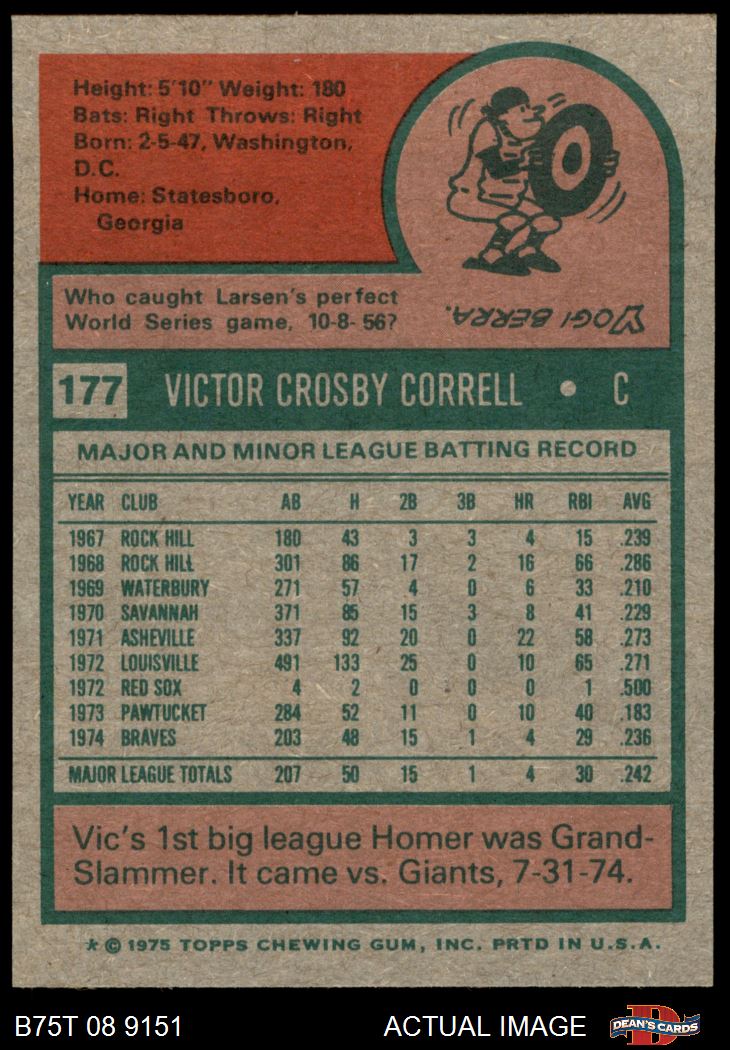 Height: 5'10" Weight: 180
Bats: Right Throws: Right
Born: 2-5-47, Washington,
D.C.
Home: Statesboro,
Georgia
Who caught Larsen's perfect
World Series game, 10-8-56?
YOGI BERRA.
177 VICTOR CROSBY CORRELL • C
MAJOR AND MINOR LEAGUE BATTING RECORD
YEAR CLUB AB H 2B 3B HR RBI AVG
1967 ROCK HILL 180 43 3 3 4 15 .239
1968 ROCK HILL 301 86 17 2 16 66 .286
1969 WATERBURY 271 57 4 0 6 33 .210
1970 SAVANNAH 371 85 15 3 8 41 .229
1971 ASHEVILLE 337 92 20 0 22 58 .273
1972 LOUISVILLE 491 133 25 0 10 65 .271
1972 RED SOX 4 2 0 0 0 1 .500
1973 PAWTUCKET 284 52 11 0 10 40 .183
1974 BRAVES 203 48 15 1 4 29 .236
MAJOR LEAGUE TOTALS 207 50 15 1 4 30 .242
Vic's 1st big league Homer was Grand-
Slammer. It came vs. Giants, 7-31-74.
* © 1975 TOPPS CHEWING GUM, INC. PRTD IN U.S.A.
B75T 08 9151 ACTUAL IMAGE DEAN'S CARDS